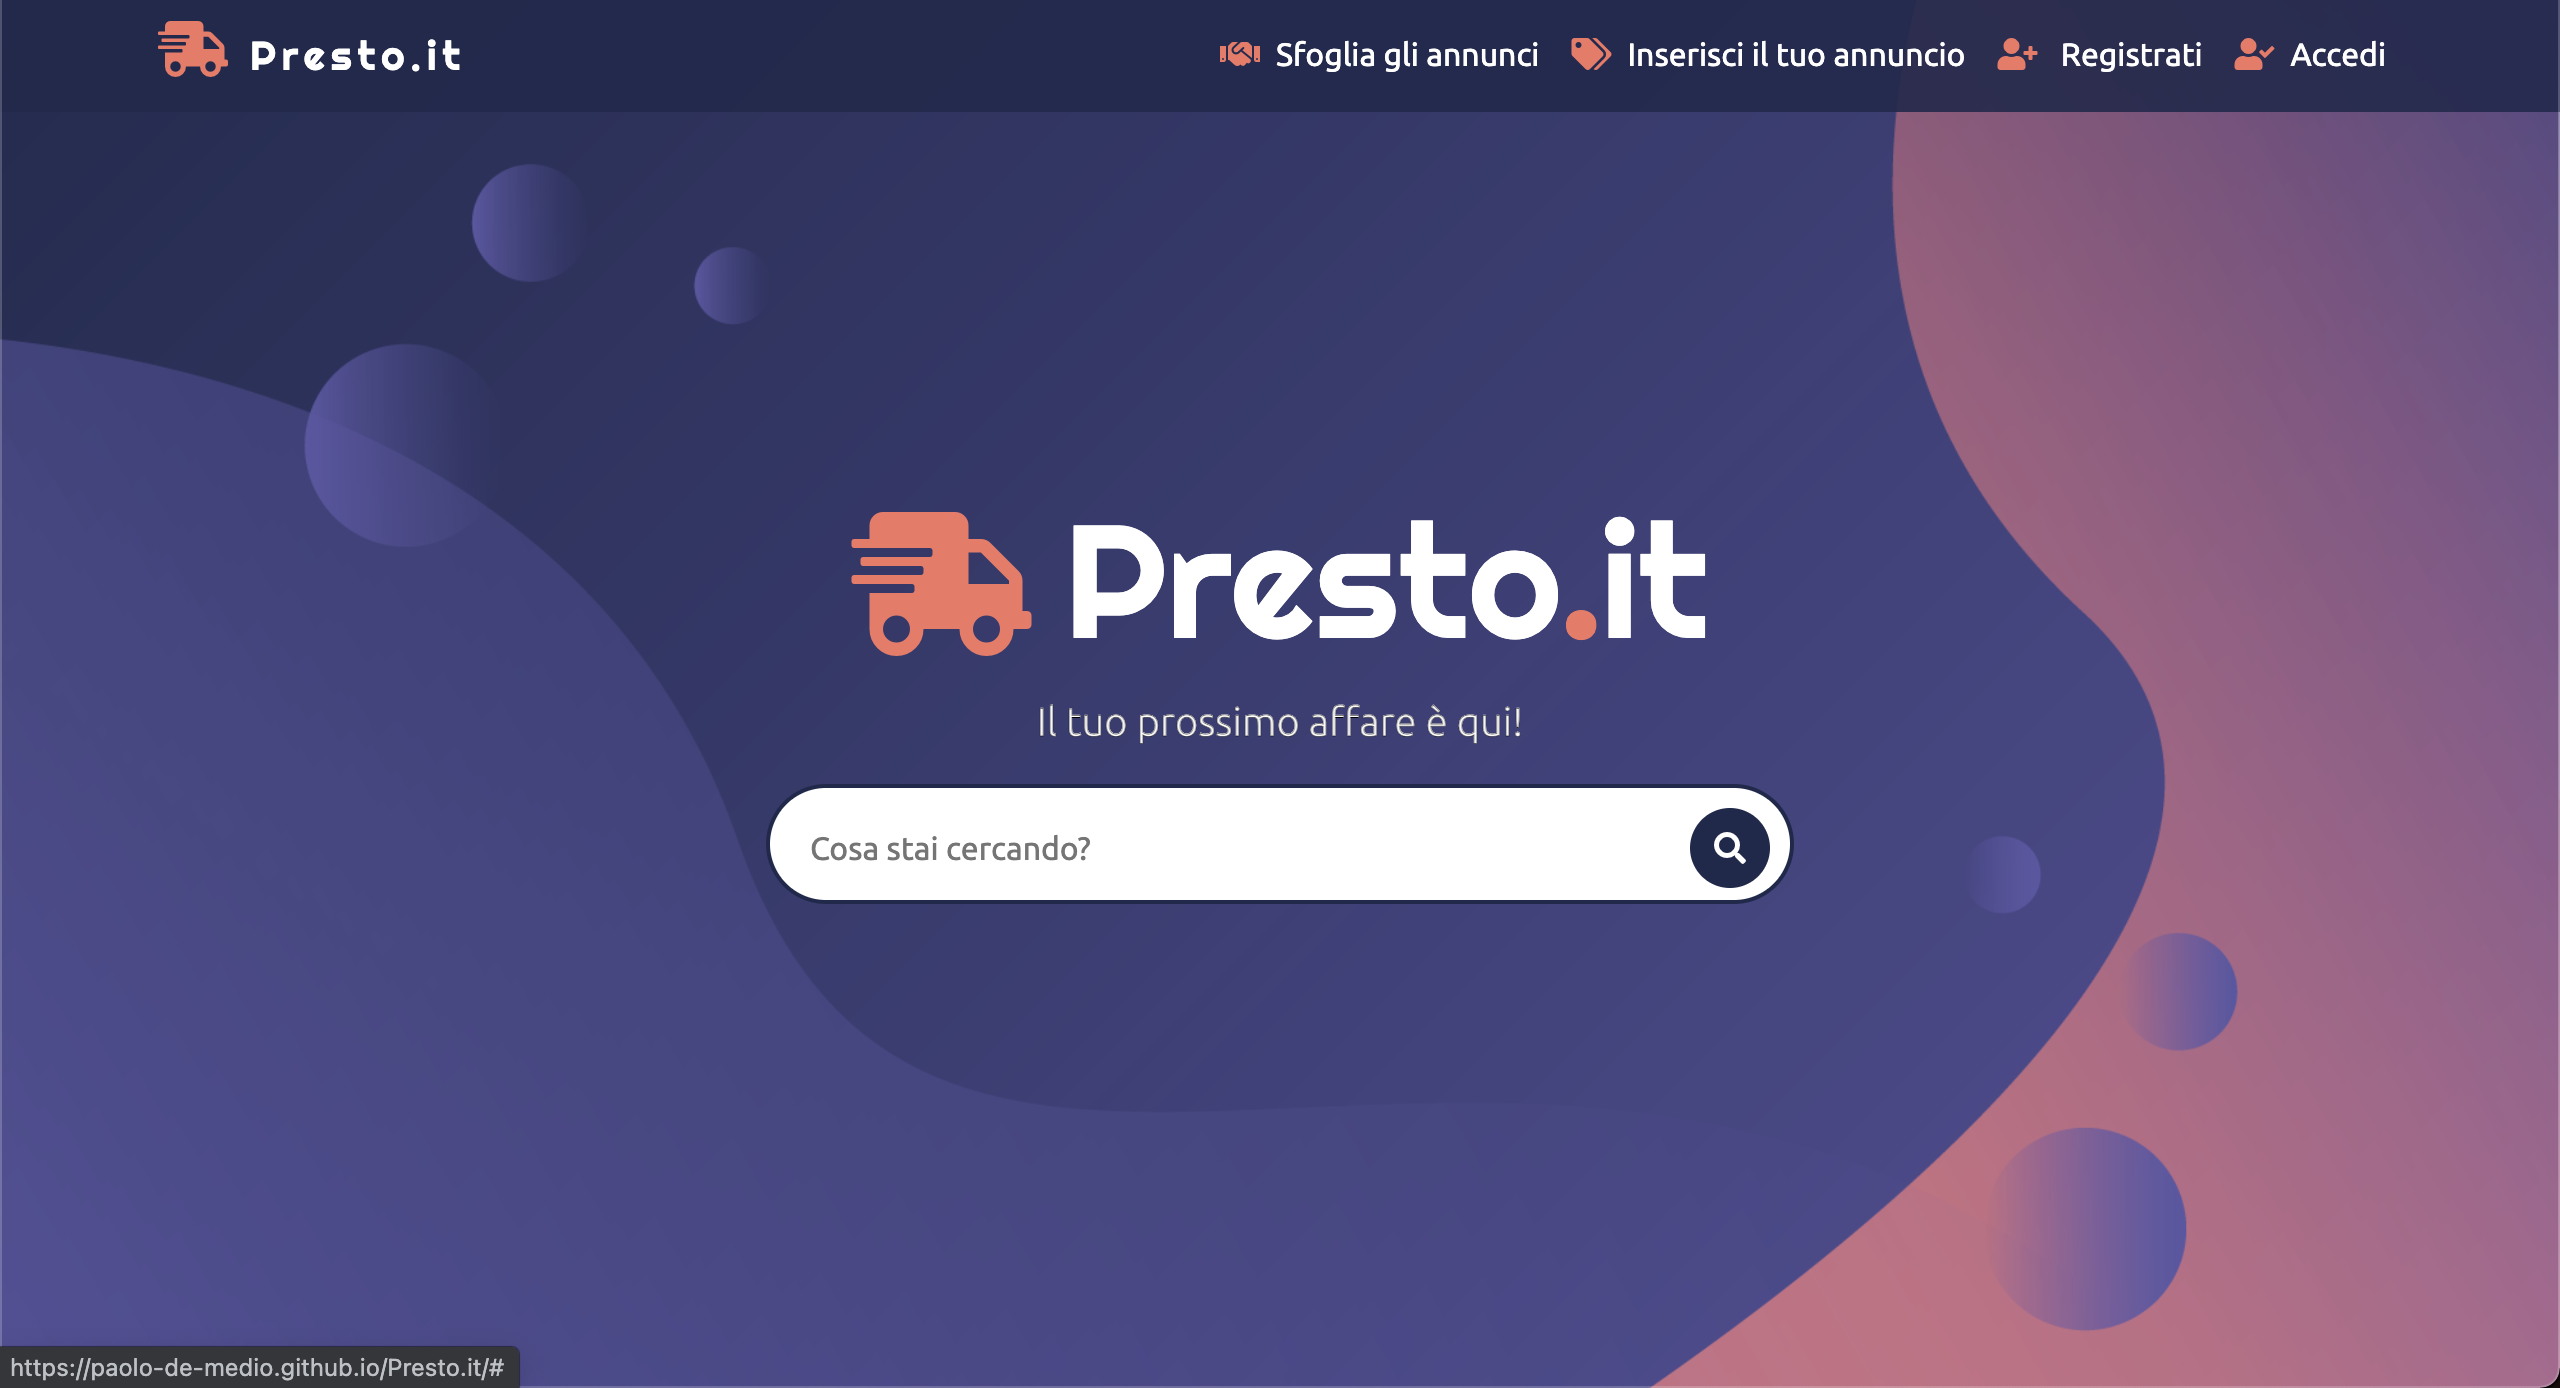 Presto.it
Sfoglia gli annunci
Inserisci il tuo annuncio
Registrati
Accedi
Presto.it
Il tuo prossimo affare è qui!
Cosa stai cercando?
https://paolo-de-medio.github.io/Presto.it/#